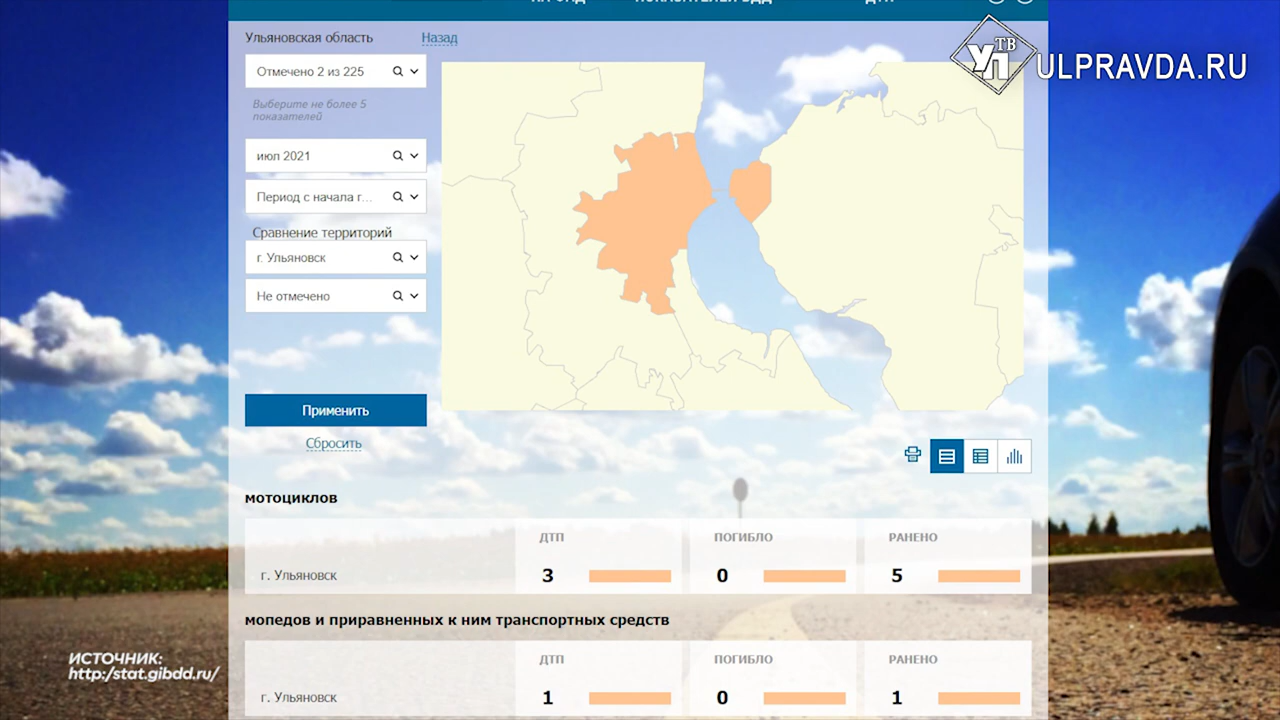 Ульяновская область
Назад
Отмечено 2 из 225
Выберите не более 5
показателей
июл 2021
Период с начала г...
Сравнение территорий
г. Ульяновск
Не отмечено
Применить
Сбросить
УП ТВ
ULPRAVDA.RU
мотоциклов
ДТП ПОГИБЛО РАНЕНО
г. Ульяновск 3 0 5
мопедов и приравненных к ним транспортных средств
ДТП ПОГИБЛО РАНЕНО
г. Ульяновск 1 0 1
ИСТОЧНИК:
http:/stat.gibdd.ru/